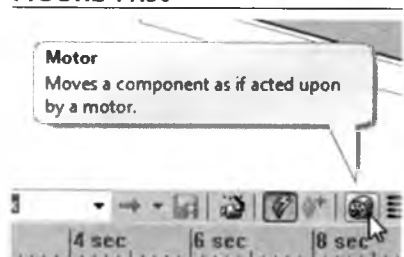 Motor
Moves a component as if acted upon
by a motor.
4 sec 6 sec 8 sec